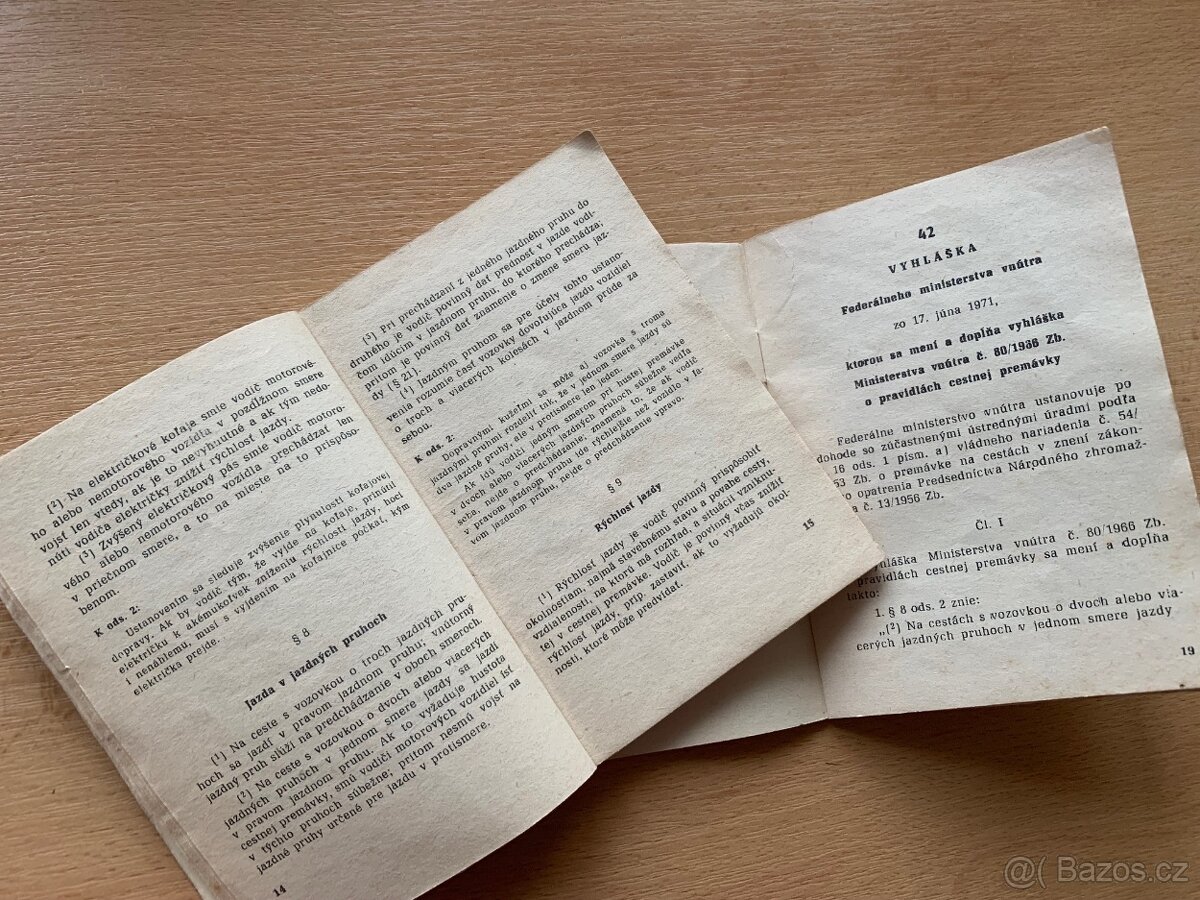 (²) Na električkové koľaje smie vodič motorové-
ho alebo nemotorového vozidla v pozdĺžnom smere
vojsť len vtedy, ak je to nevyhnutné a ak tým nedo-
núti vodiča električky znížiť rýchlosť jazdy.
(³) Zvýšený električkový pás smie vodič motoro-
vého alebo nemotorového vozidla prechádzať len
v priečnom smere, a to na mieste na to prispôso-
benom.
K ods. 2:
Ustanovením sa sleduje zvýšenie plynulosti koľajovej
dopravy. Ak by vodič tým, že vyjde na koľaje, prinútil
električku k akémukoľvek zníženiu rýchlosti jazdy, hoci
i nenáhlemu, musí s vyjdením na koľajnice počkať, kým
električka prejde.
§ 8
Jazda v jazdných pruhoch
(¹) Na ceste s vozovkou o troch jazdných pru-
hoch sa jazdí v pravom jazdnom pruhu; vnútorný
jazdný pruh slúži na predchádzanie v oboch smeroch.
(²) Na ceste s vozovkou o dvoch alebo viacerých
jazdných pruhoch v jednom smere jazdy sa jazdí
v pravom jazdnom pruhu. Ak to vyžaduje hustota
cestnej premávky, smú vodiči motorových vozidiel ísť
v týchto pruhoch súbežne; pritom nesmú vojsť na
jazdné pruhy určené pre jazdu v protismere.
14
(³) Pri prechádzaní z jedného jazdného pruhu do
druhého je vodič povinný dať prednosť v jazde vodi-
čom idúcim v jazdnom pruhu, do ktorého prechádza;
pritom je povinný dať znamenie o zmene smeru jaz-
dy (§ 22).
(⁴) Jazdným pruhom sa pre účely tohto ustano-
venia rozumie časť vozovky dovoľujúca jazdu vozidiel
o troch a viacerých kolesách v jazdnom prúde za
sebou.
K ods. 2:
Dopravnými kužeľmi sa môže aj vozovka s troma
jazdnými pruhmi rozdeliť tak, že v jednom smere jazdy sú
dva jazdné pruhy, ale v protismere len jeden.
Ak idú vodiči jedným smerom pri hustej premávke
v dvoch alebo viacerých jazdných pruhoch súbežne vedľa
seba, nejde o predchádzanie, znamená to, že ak vodič
v pravom jazdnom pruhu ide rýchlejšie než vozidlo v ľa-
vom jazdnom pruhu, nejde o predchádzanie vpravo.
§ 9
Rýchlosť jazdy
(¹) Rýchlosť jazdy je vodič povinný prispôsobiť
okolnostiam, najmä stavebnému stavu a povahe cesty,
vzdialenosti, na ktorú má rozhľad, a situácii vzniknu-
tej v cestnej premávke. Vodič je povinný včas znížiť
rýchlosť jazdy, príp. zastaviť, ak to vyžadujú okol-
nosti, ktoré môže predvídať.
15
42
VYHLÁŠKA
Federálneho ministerstva vnútra
zo 17. júna 1971,
ktorou sa mení a dopĺňa vyhláška
Ministerstva vnútra č. 80/1966 Zb.
o pravidlách cestnej premávky
Federálne ministerstvo vnútra ustanovuje po
dohode so zúčastnenými ústrednými úradmi podľa
16 ods. 1 písm. a) vládneho nariadenia č. 54/
53 Zb. o premávke na cestách v znení zákon-
o opatrenia Predsedníctva Národného zhromaž-
a č. 13/1956 Zb.
Čl. I
yhláška Ministerstva vnútra č. 80/1966 Zb.
pravidlách cestnej premávky sa mení a dopĺňa
takto:
1. § 8 ods. 2 znie:
„(²) Na cestách s vozovkou o dvoch alebo via-
cerých jazdných pruhoch v jednom smere jazdy
19
@( Bazos.cz